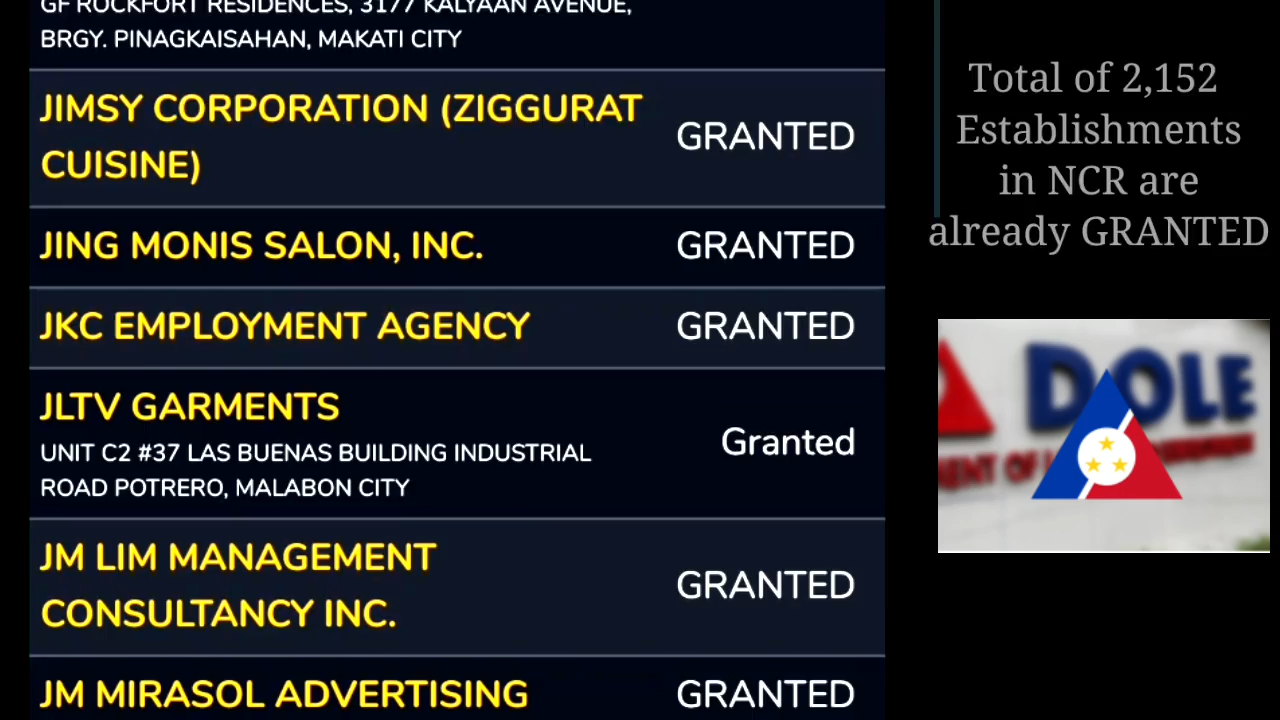 GF ROCKFORT RESIDENCES, 3177 KALYAAN AVENUE,
BRGY. PINAGKAISAHAN, MAKATI CITY
JIMSY CORPORATION (ZIGGURAT
CUISINE)
GRANTED
JING MONIS SALON, INC.
GRANTED
JKC EMPLOYMENT AGENCY
GRANTED
JLTV GARMENTS
UNIT C2 #37 LAS BUENAS BUILDING INDUSTRIAL
ROAD POTRERO, MALABON CITY
Granted
JM LIM MANAGEMENT
CONSULTANCY INC.
GRANTED
JM MIRASOL ADVERTISING
GRANTED
Total of 2,152
Establishments
in NCR are
already GRANTED
DOLE